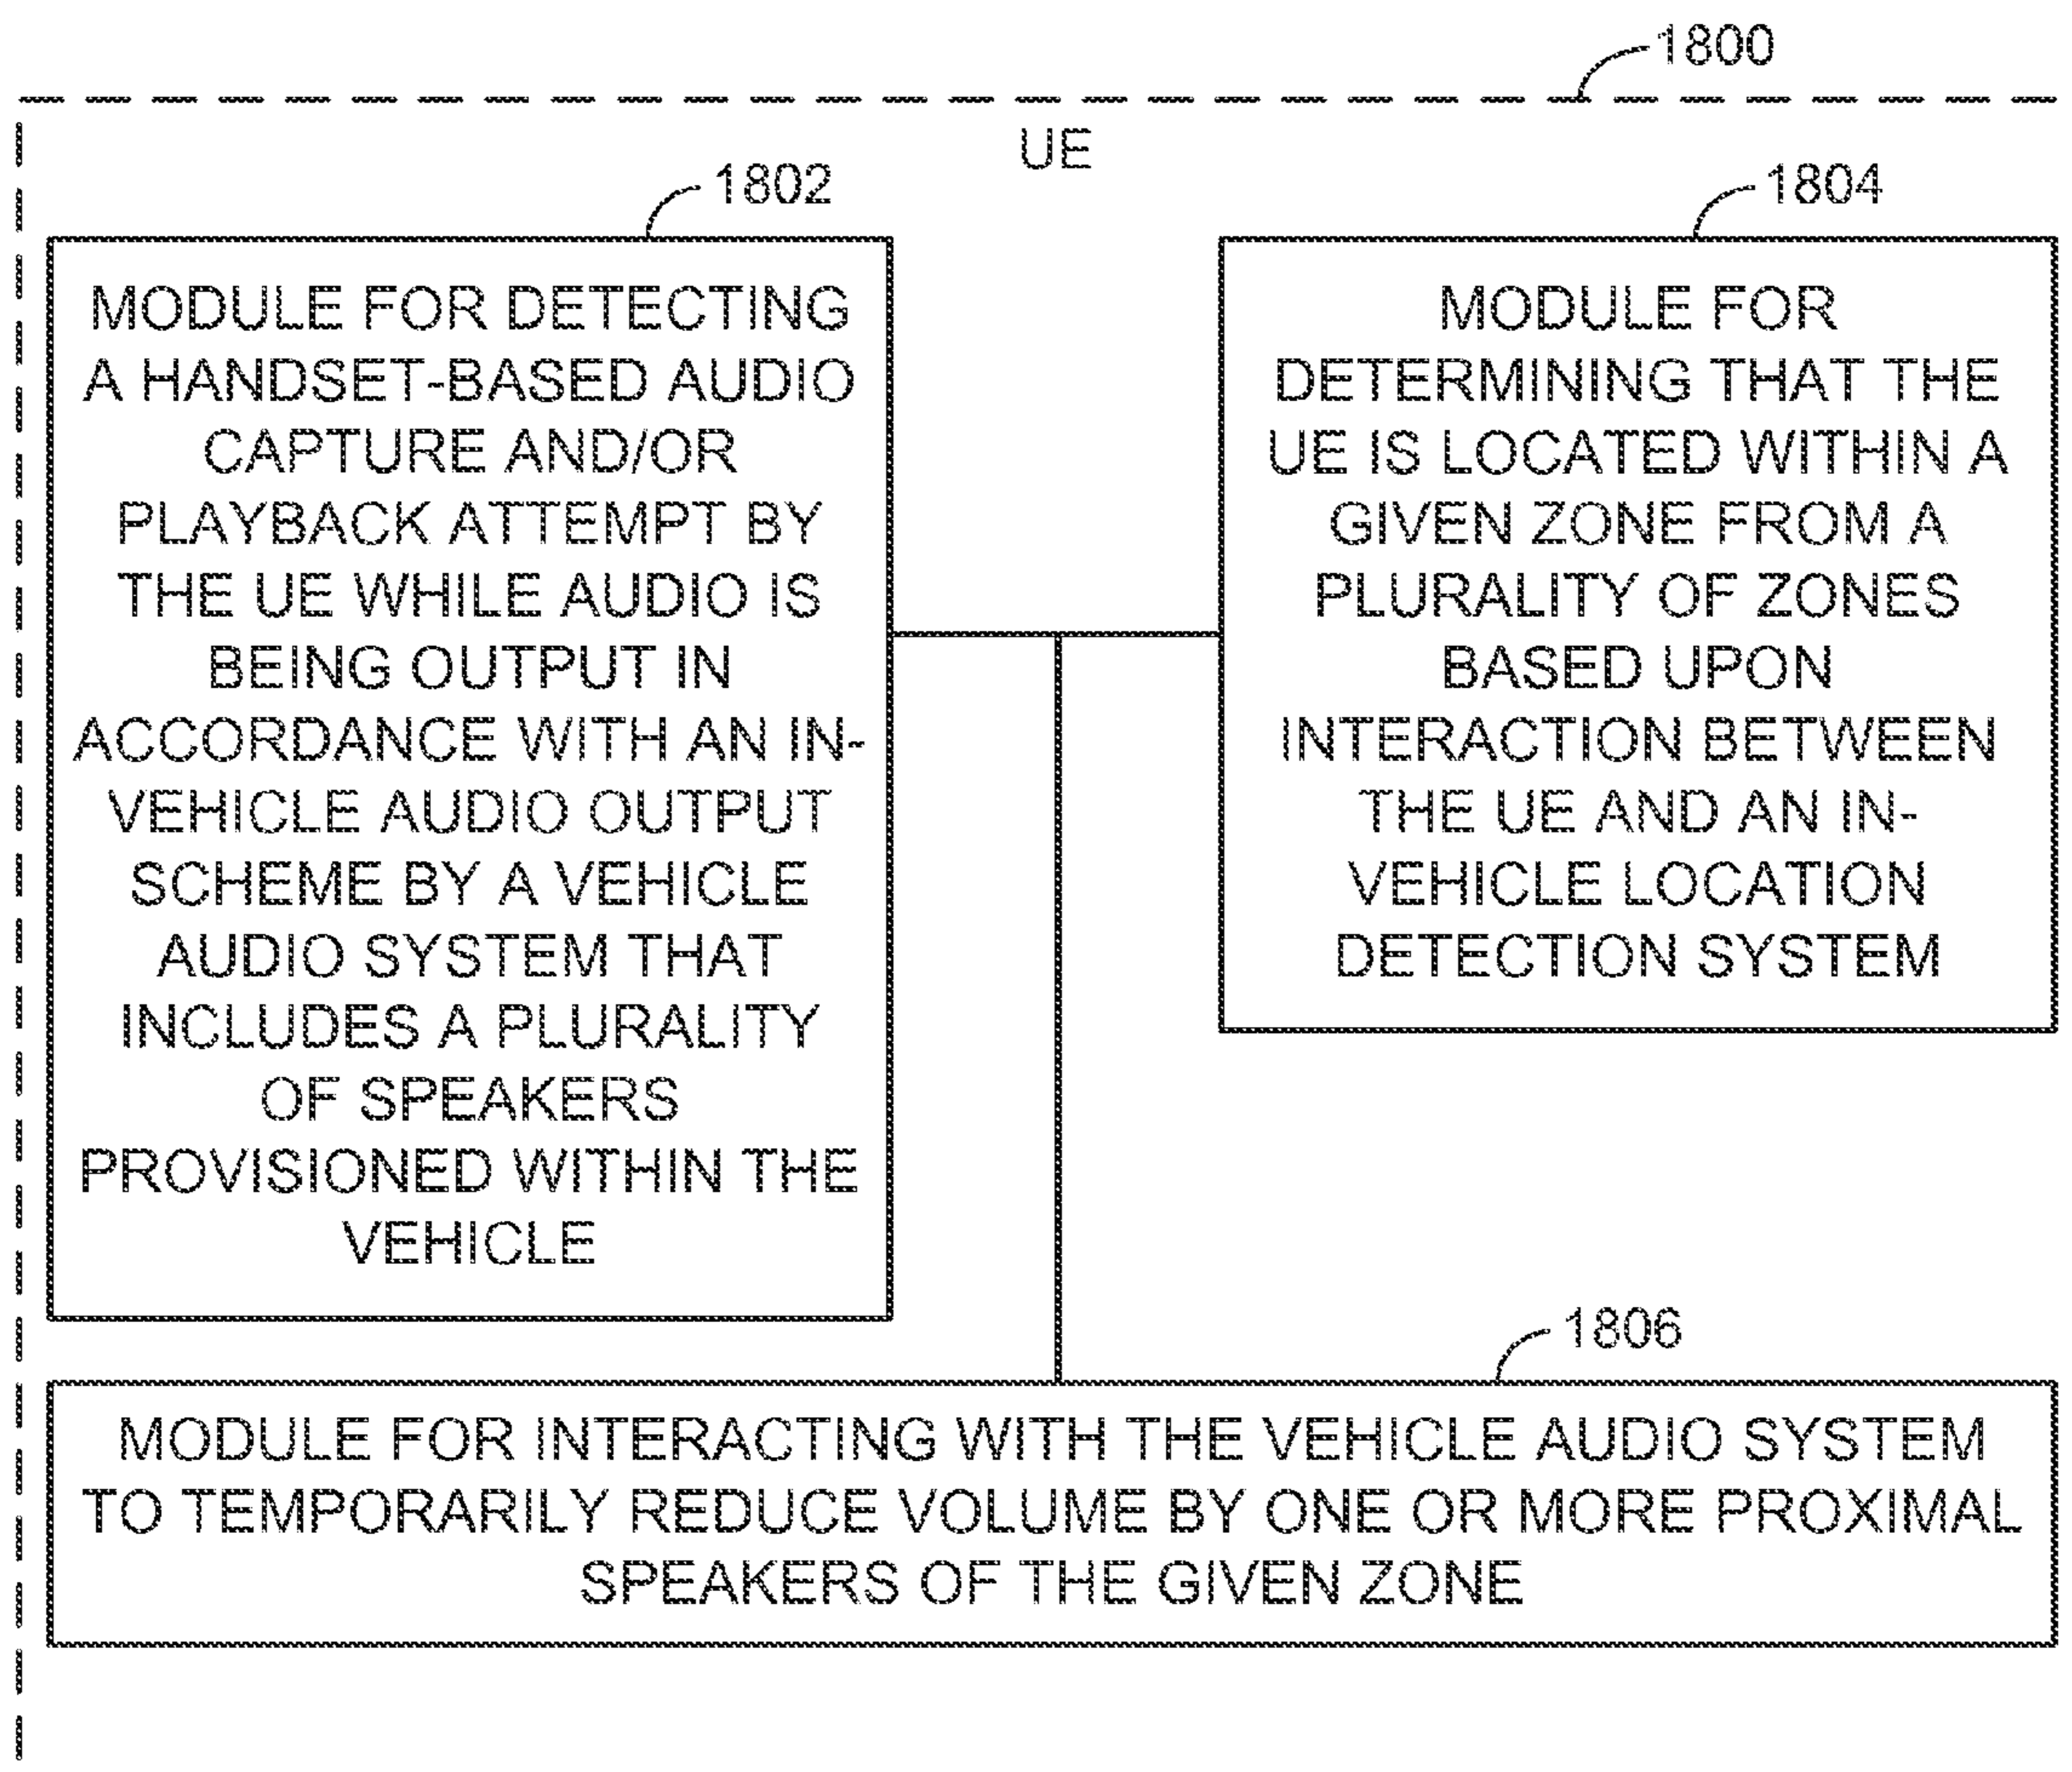 1800
UE
1802
MODULE FOR DETECTING
A HANDSET-BASED AUDIO
CAPTURE AND/OR
PLAYBACK ATTEMPT BY
THE UE WHILE AUDIO IS
BEING OUTPUT IN
ACCORDANCE WITH AN IN-
VEHICLE AUDIO OUTPUT
SCHEME BY A VEHICLE
AUDIO SYSTEM THAT
INCLUDES A PLURALITY
OF SPEAKERS
PROVISIONED WITHIN THE
VEHICLE
1804
MODULE FOR
DETERMINING THAT THE
UE IS LOCATED WITHIN A
GIVEN ZONE FROM A
PLURALITY OF ZONES
BASED UPON
INTERACTION BETWEEN
THE UE AND AN IN-
VEHICLE LOCATION
DETECTION SYSTEM
1806
MODULE FOR INTERACTING WITH THE VEHICLE AUDIO SYSTEM
TO TEMPORARILY REDUCE VOLUME BY ONE OR MORE PROXIMAL
SPEAKERS OF THE GIVEN ZONE